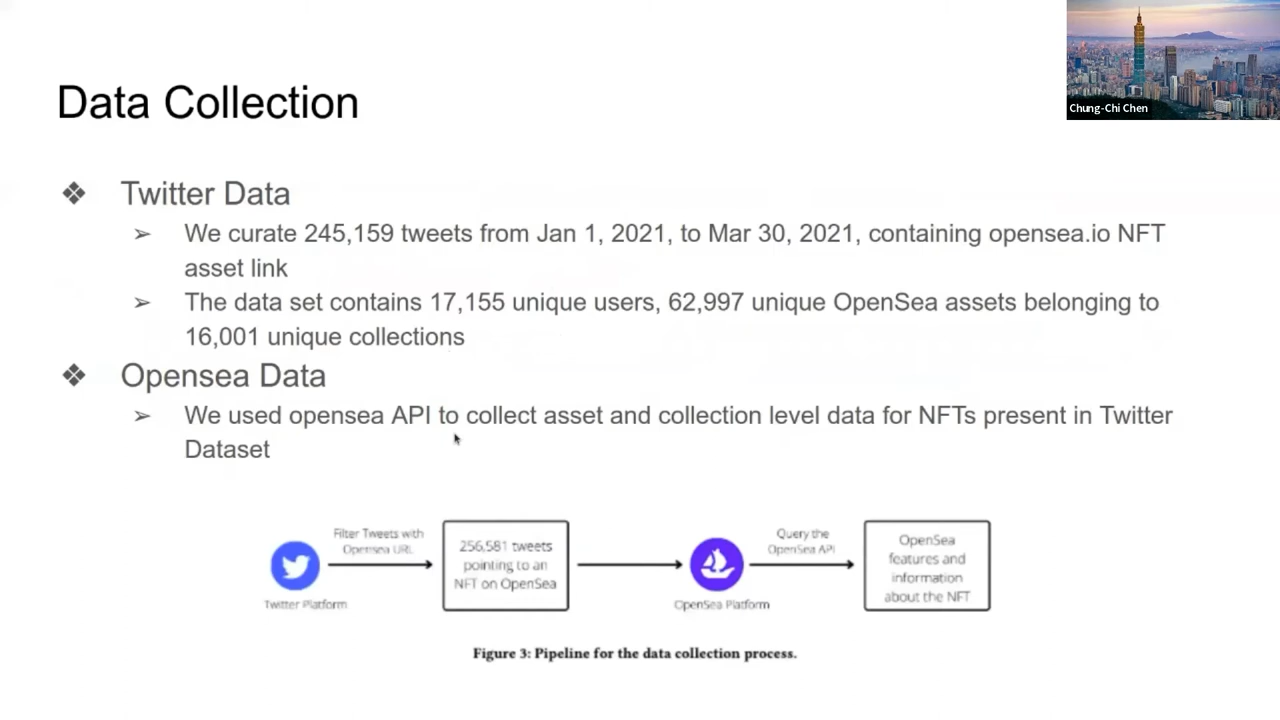 Chung-Chi Chen
Data Collection
Twitter Data
We curate 245,159 tweets from Jan 1, 2021, to Mar 30, 2021, containing opensea.io NFT
asset link
The data set contains 17,155 unique users, 62,997 unique OpenSea assets belonging to
16,001 unique collections
Opensea Data
We used opensea API to collect asset and collection level data for NFTs present in Twitter
Dataset
Twitter Platform
Filter Tweets with
Opensea URL
256,581 tweets
pointing to an
NFT on OpenSea
OpenSea Platform
Query the
OpenSea API
OpenSea
features and
information
about the NFT
Figure 3: Pipeline for the data collection process.